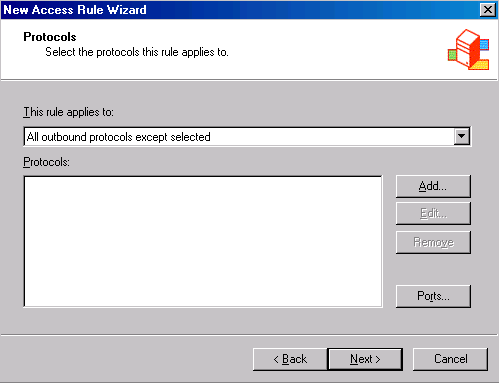 New Access Rule Wizard
Protocols
Select the protocols this rule applies to.
This rule applies to:
All outbound protocols except selected
Protocols:
Add...
Edit...
Remove
Ports...
< Back
Next >
Cancel